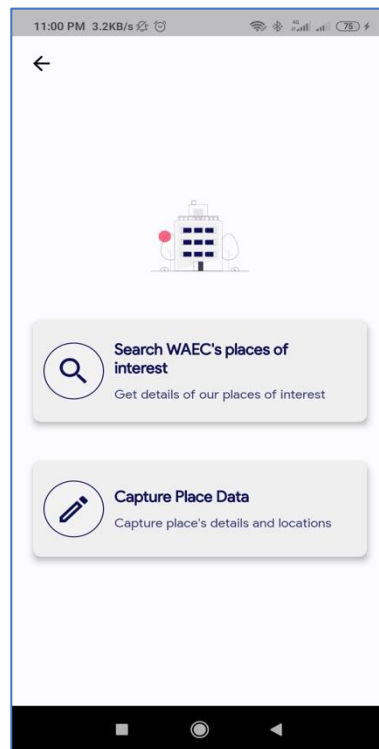 11:00 PM 3.2KB/s 4G 75
Search WAEC's places of
interest
Get details of our places of interest
Capture Place Data
Capture place's details and locations